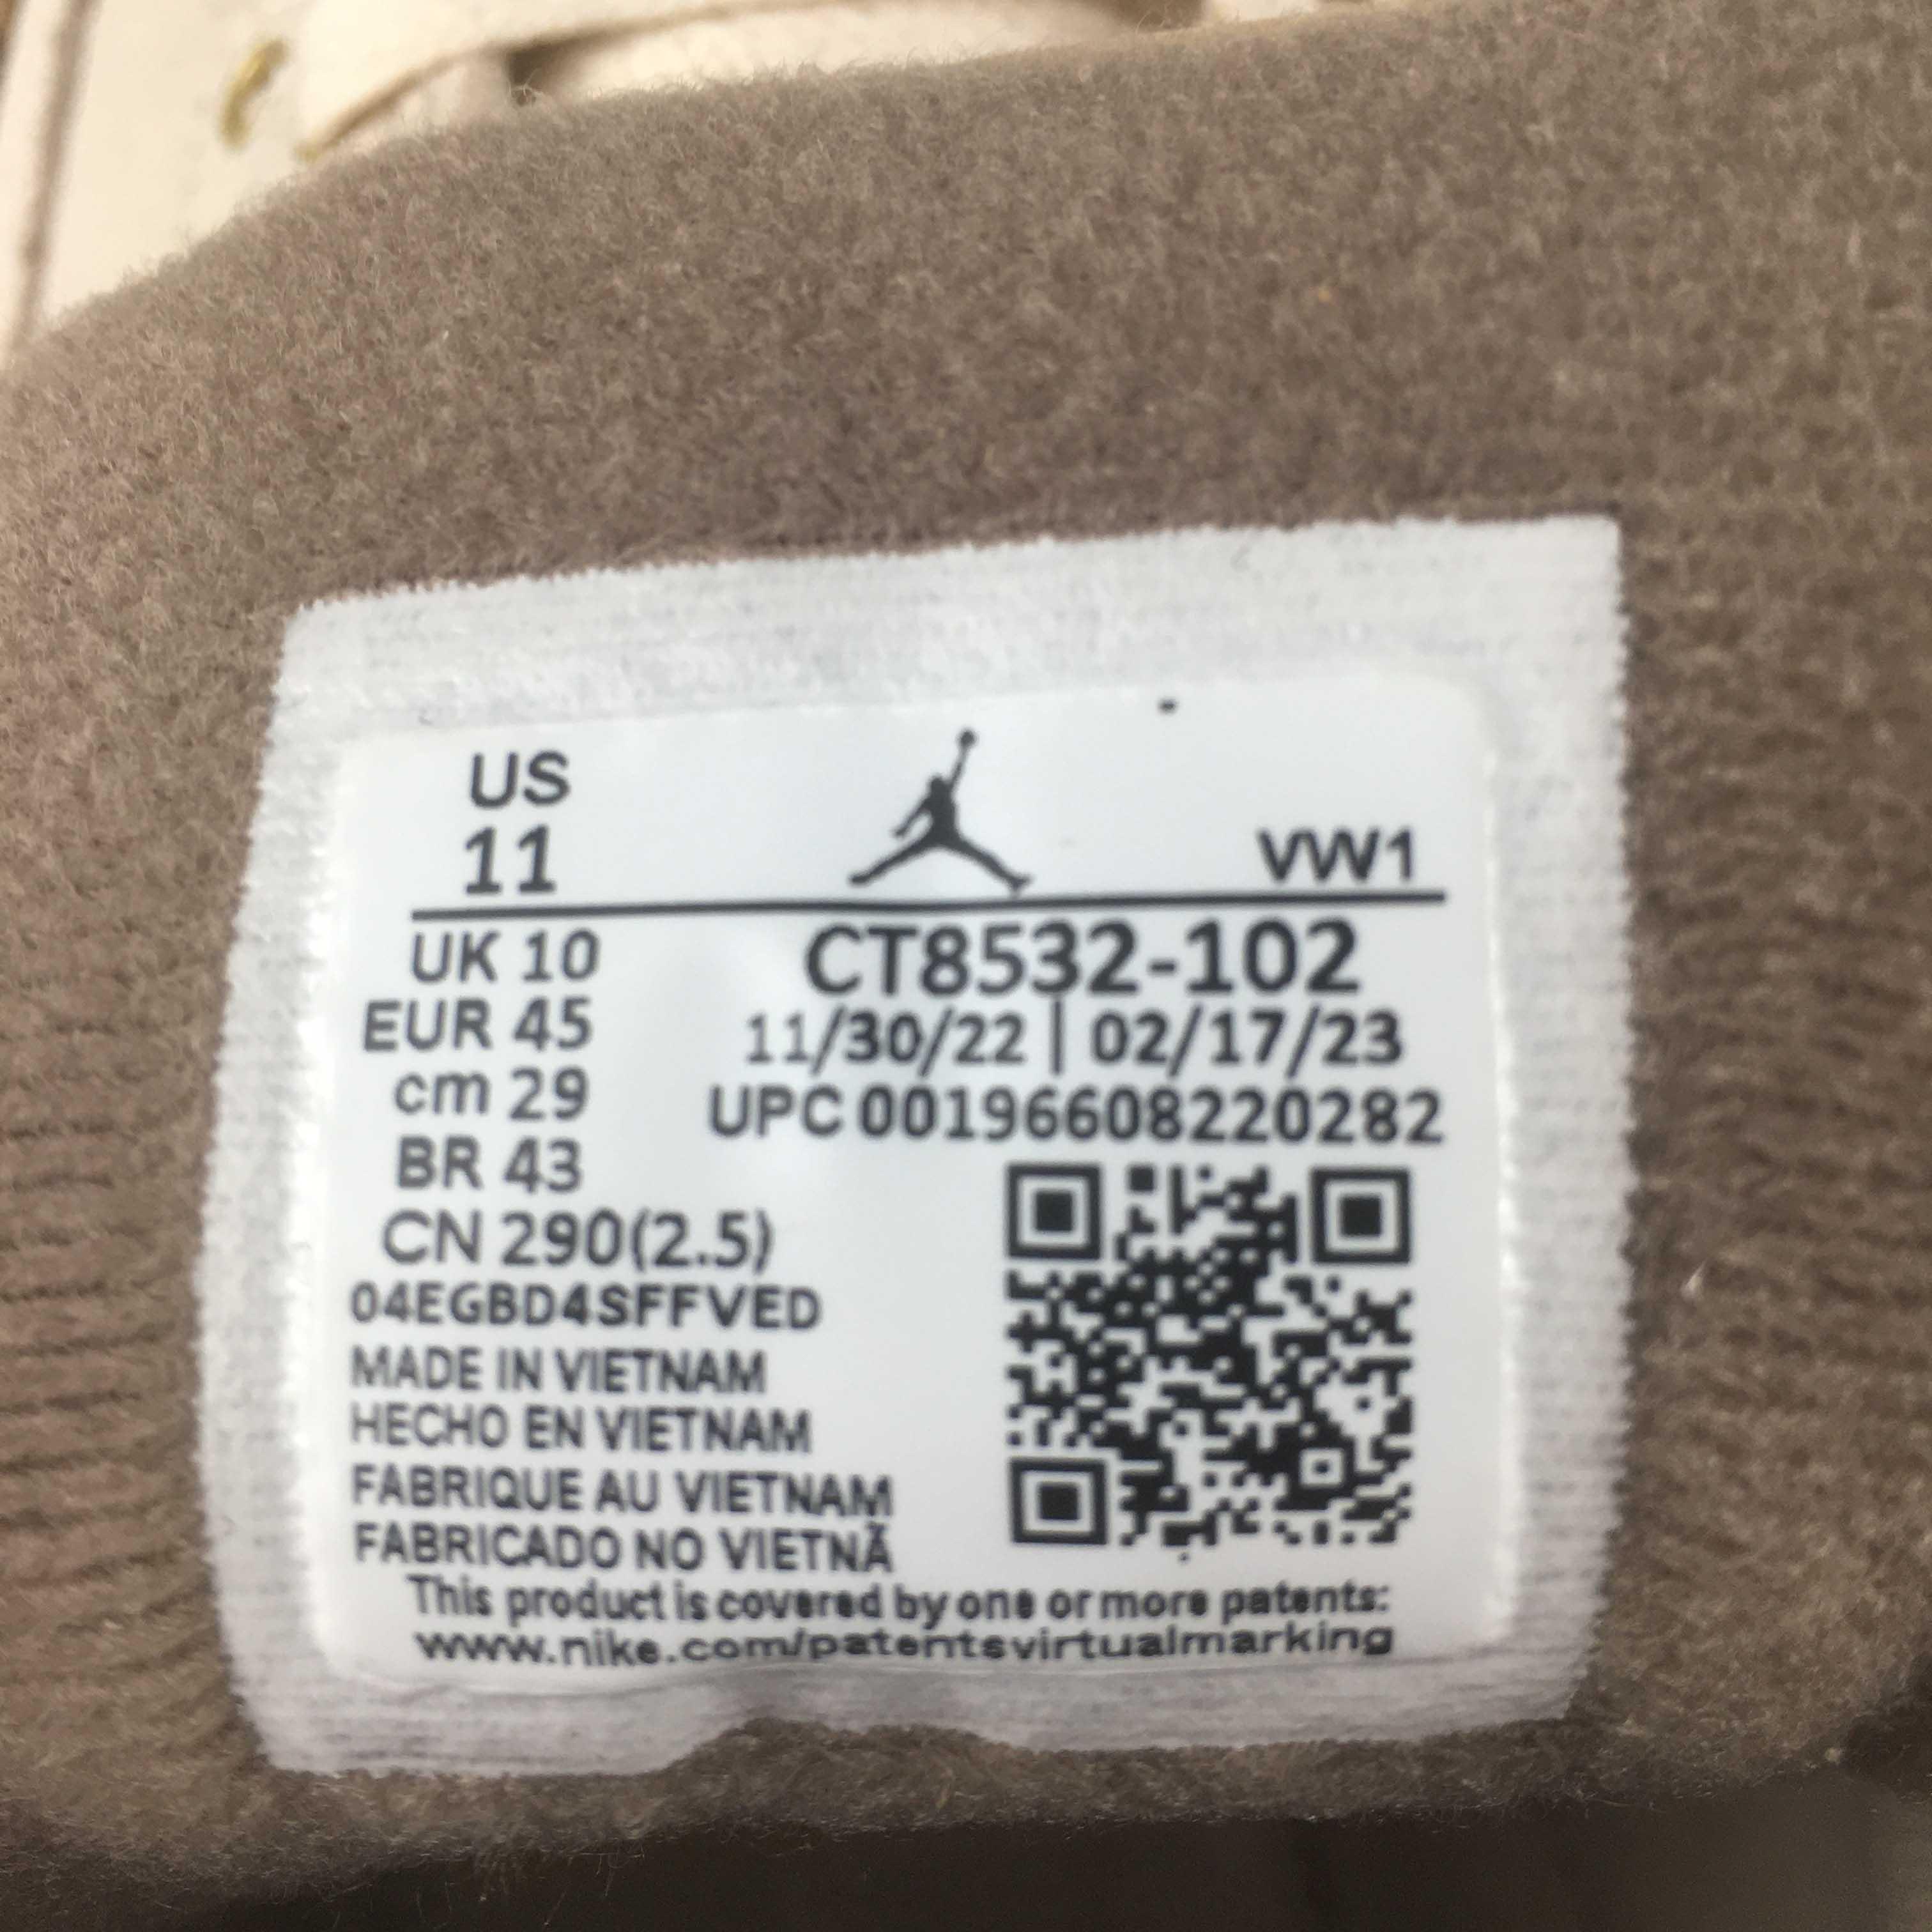 US
11
VW1
UK 10
CT8532-102
EUR 45
11/30/22 | 02/17/23
cm 29
UPC 00196608220282
BR 43
CN 290(2.5)
04EGBD4SFFVED
MADE IN VIETNAM
HECHO EN VIETNAM
FABRIQUE AU VIETNAM
FABRICADO NO VIETNÃ
This product is covered by one or more patents:
www.nike.com/patentsvirtualmarking